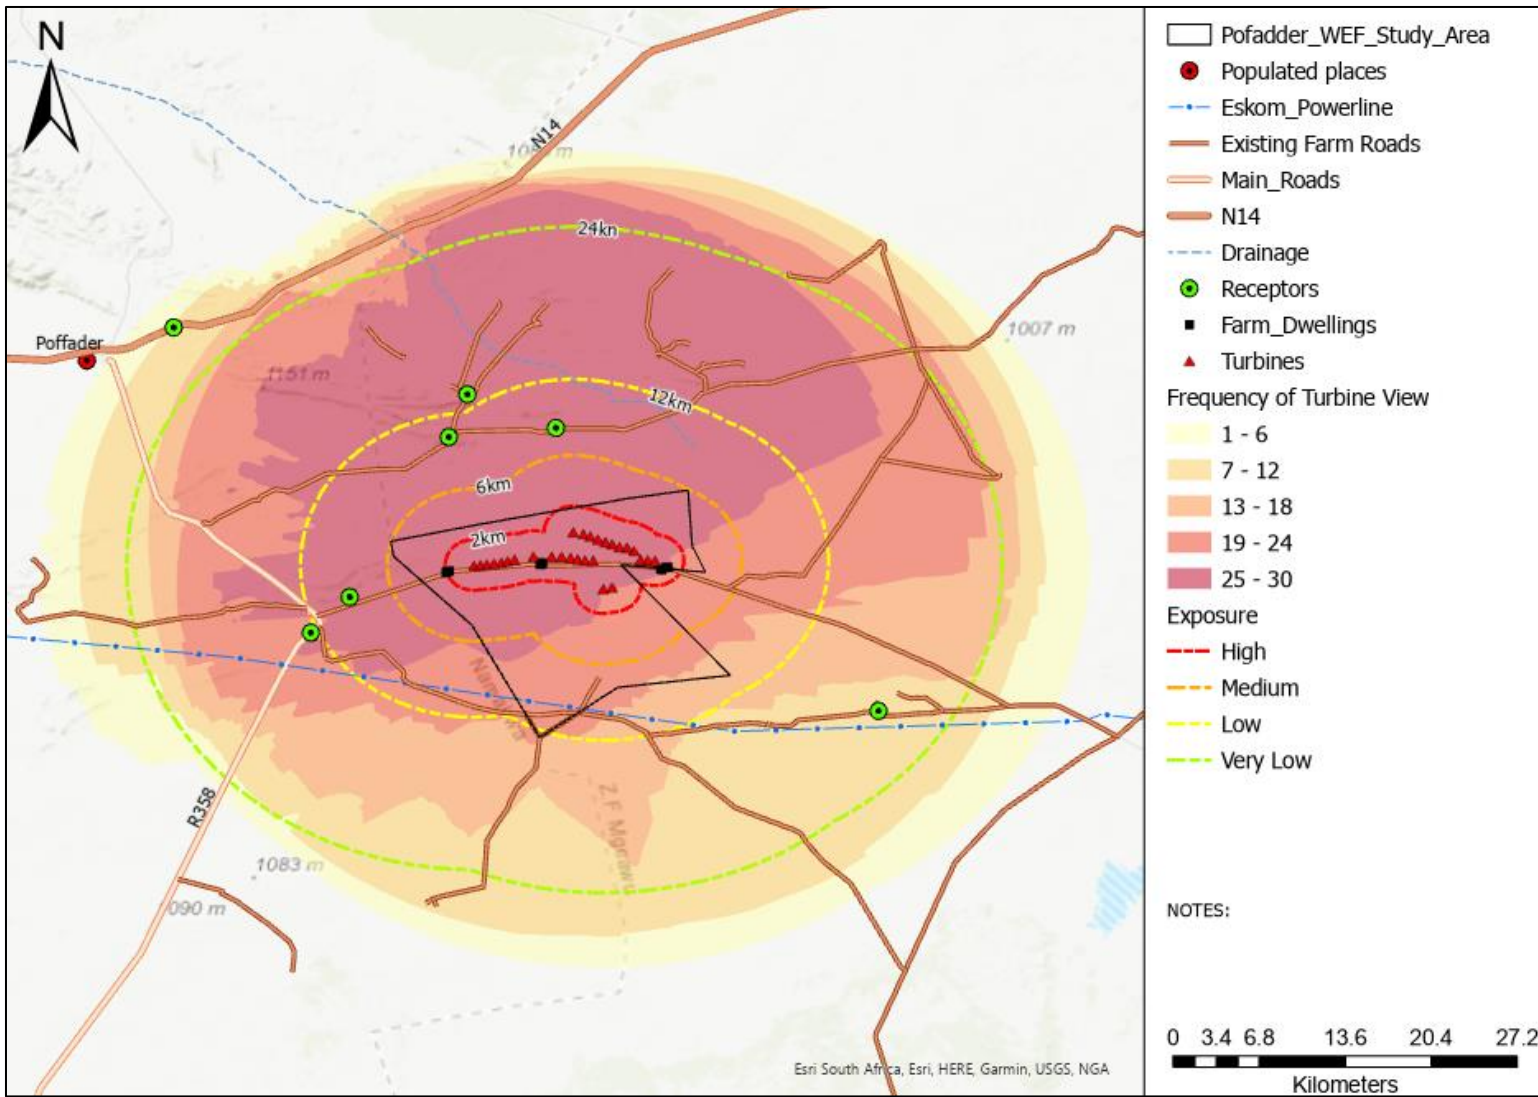 N
N14
24kn
1007 m
Poffader
1151 m
12km
6km
2km
R358
Z F Mgcawu
1083 m
090 m
Esri South Africa, Esri, HERE, Garmin, USGS, NGA
Pofadder_WEF_Study_Area
Populated places
Eskom_Powerline
Existing Farm Roads
Main_Roads
N14
Drainage
Receptors
Farm_Dwellings
Turbines
Frequency of Turbine View
1 - 6
7 - 12
13 - 18
19 - 24
25 - 30
Exposure
High
Medium
Low
Very Low
NOTES:
0 3.4 6.8 13.6 20.4 27.2
Kilometers